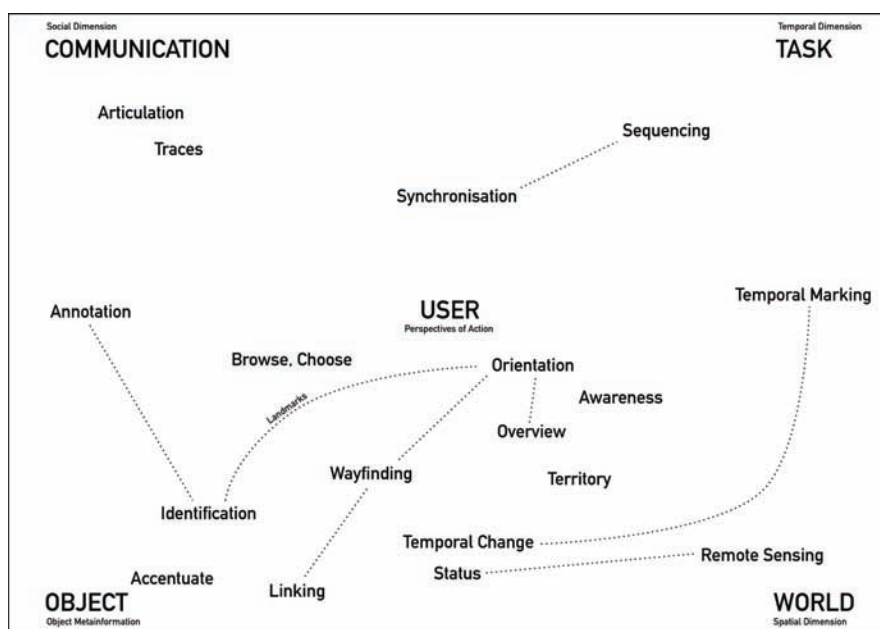 Social Dimension
COMMUNICATION
Temporal Dimension
TASK
Articulation
Traces
Sequencing
Synchronisation
Annotation
USER
Perspectives of Action
Temporal Marking
Browse, Choose
Orientation
Landmarks
Awareness
Overview
Wayfinding
Territory
Identification
Temporal Change
Remote Sensing
Status
Accentuate
Linking
OBJECT
Object Metainformation
WORLD
Spatial Dimension